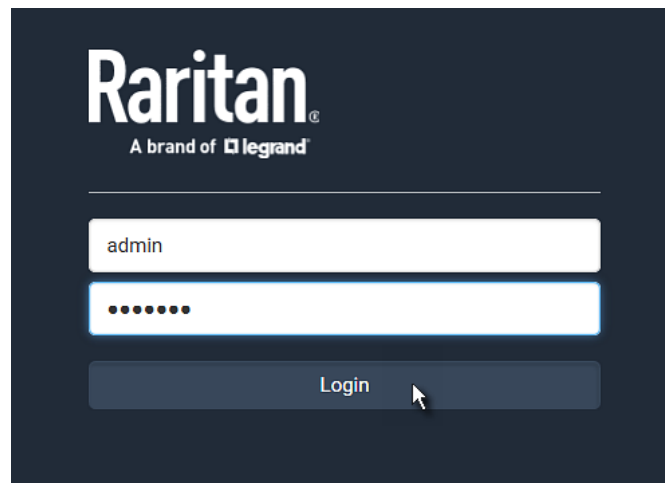 Raritan®
A brand of legrand®
admin
•••••••
Login